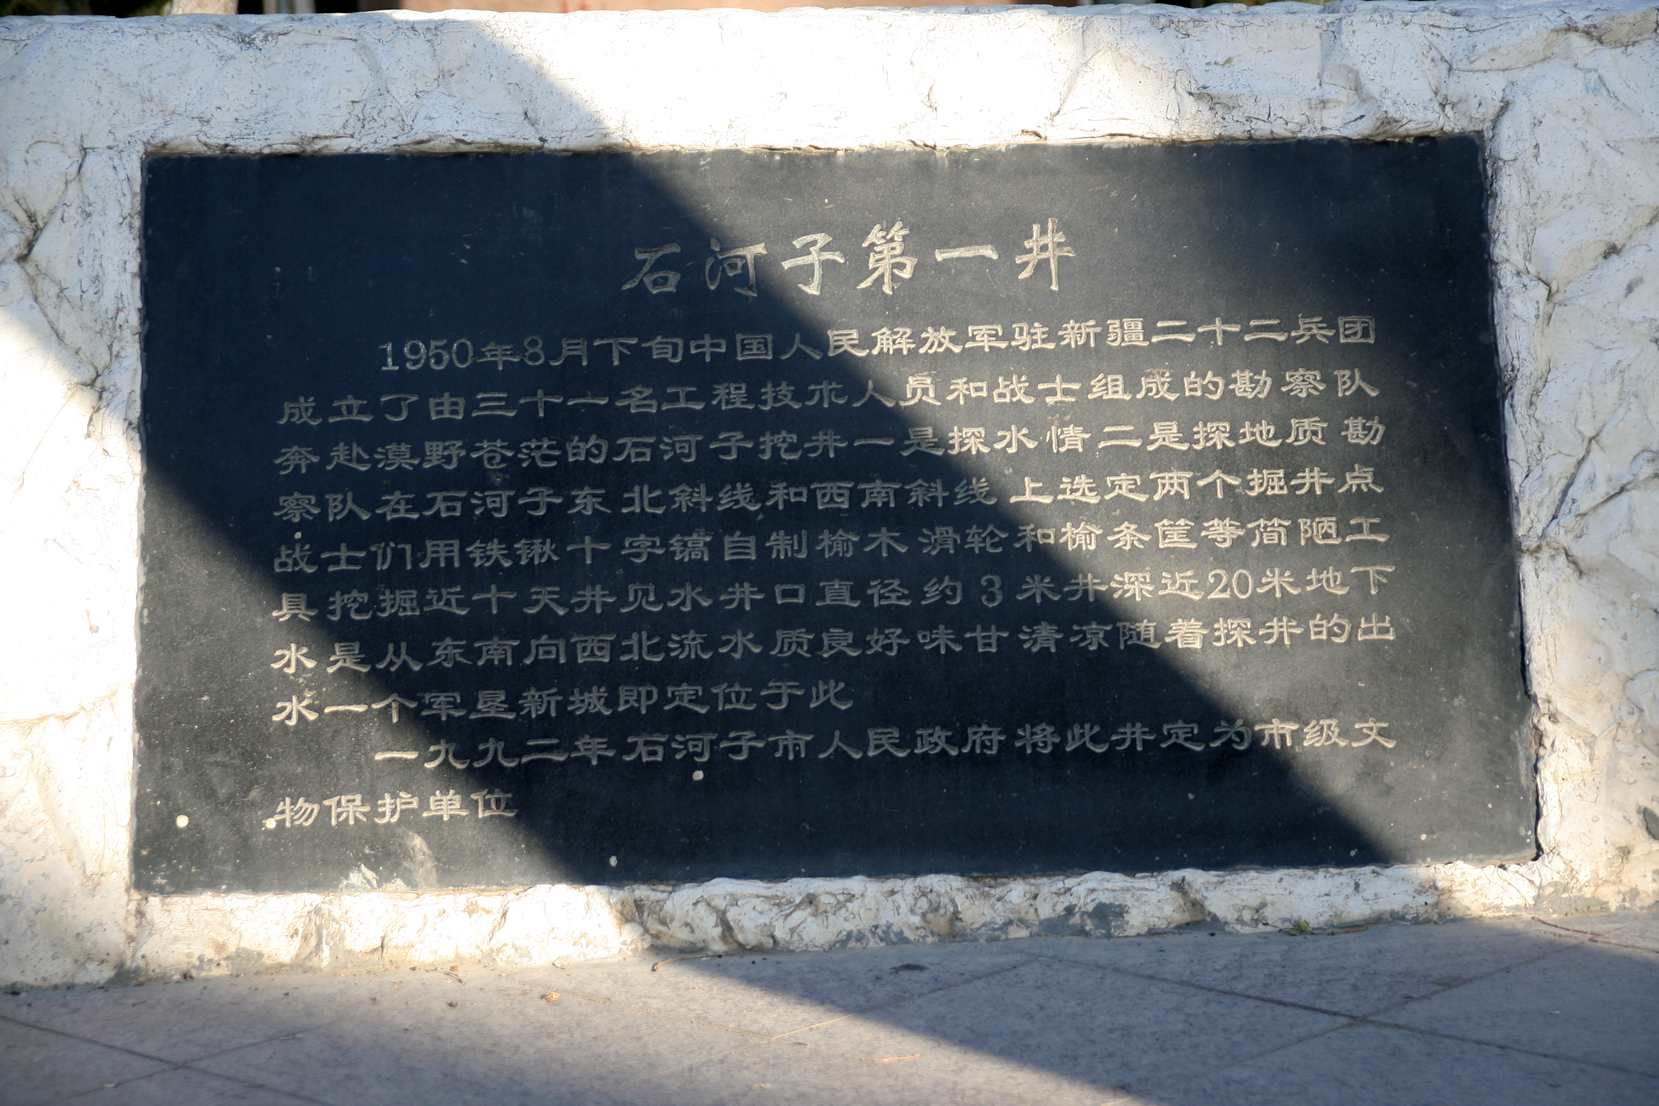 石河子第一井
1950年8月下旬中国人民解放军驻新疆二十二兵团
成立了由三十一名工程技术人员和战士组成的勘察队
奔赴漠野苍茫的石河子挖井一是探水情二是探地质勘
察队在石河子东北斜线和西南斜线上选定两个掘井点
战士们用铁锹十字镐自制榆木滑轮和榆条筐等简陋工
具挖掘近十天井见水井口直径约3米井深近20米地下
水是从东南向西北流水质良好味甘清凉随着探井的出
水一个军垦新城即定位于此
一九九二年石河子市人民政府将此井定为市级文
物保护单位